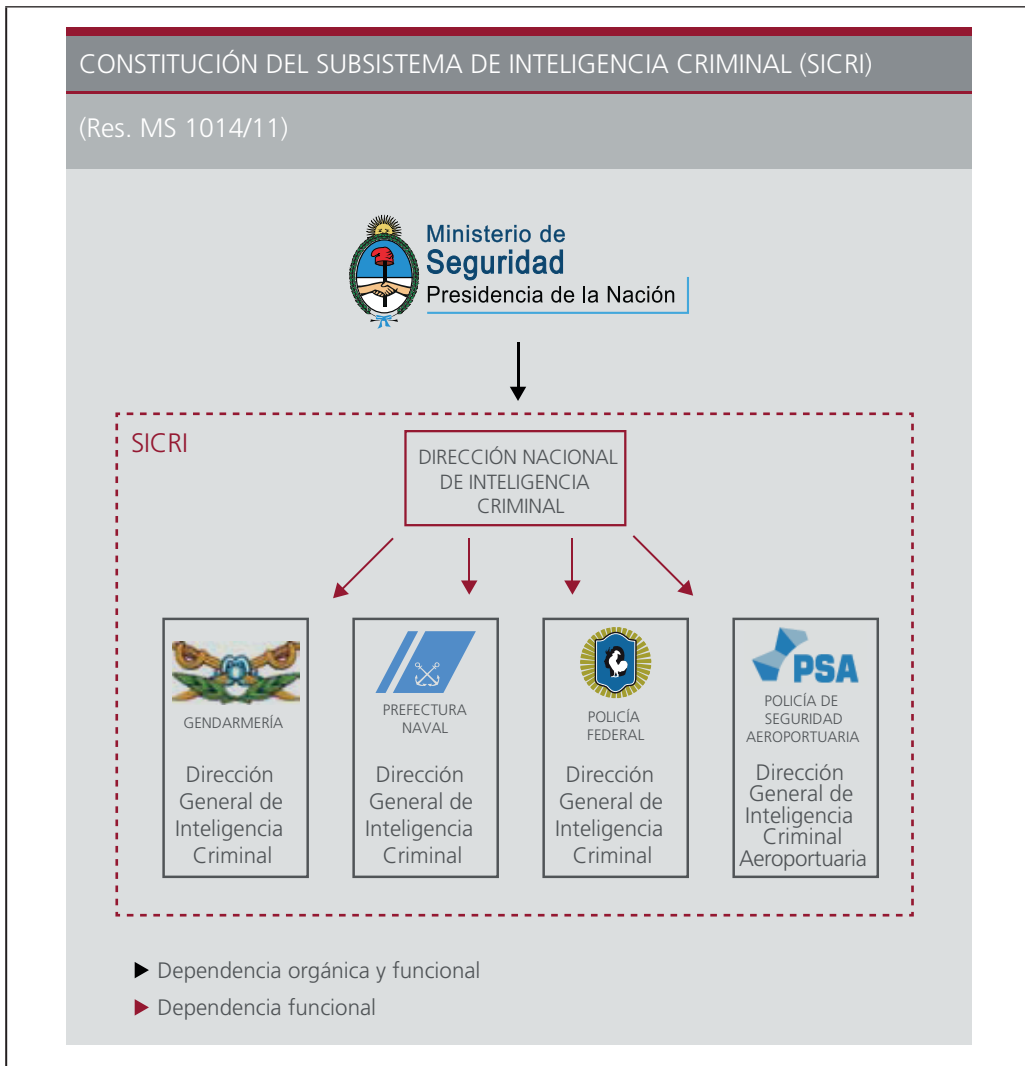 CONSTITUCIÓN DEL SUBSISTEMA DE INTELIGENCIA CRIMINAL (SICRI)
(Res. MS 1014/11)
Ministerio de
Seguridad
Presidencia de la Nación
SICRI
DIRECCIÓN NACIONAL
DE INTELIGENCIA
CRIMINAL
GENDARMERÍA
Dirección
General de
Inteligencia
Criminal
PREFECTURA
NAVAL
Dirección
General de
Inteligencia
Criminal
POLICÍA
FEDERAL
Dirección
General de
Inteligencia
Criminal
PSA
POLICÍA DE
SEGURIDAD
AEROPORTUARIA
Dirección
General de
Inteligencia
Criminal
Aeroportuaria
Dependencia orgánica y funcional
Dependencia funcional